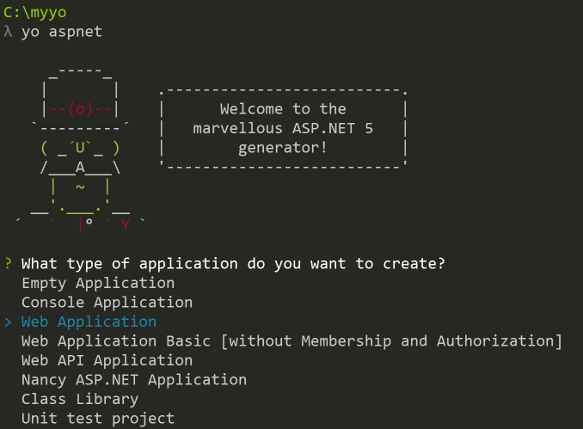 C:\myyo
λ yo aspnet
     _-----_
    |       |    .--------------------------.
    |--(o)--|    |      Welcome to the      |
   `---------´   |   marvellous ASP.NET 5   |
    ( _´U`_ )    |        generator!        |
    /___A___\    '--------------------------'
     |  ~  |
   __'.___.'__
 ´   `  |° ´ Y `
? What type of application do you want to create?
Empty Application
Console Application
> Web Application
Web Application Basic [without Membership and Authorization]
Web API Application
Nancy ASP.NET Application
Class Library
Unit test project